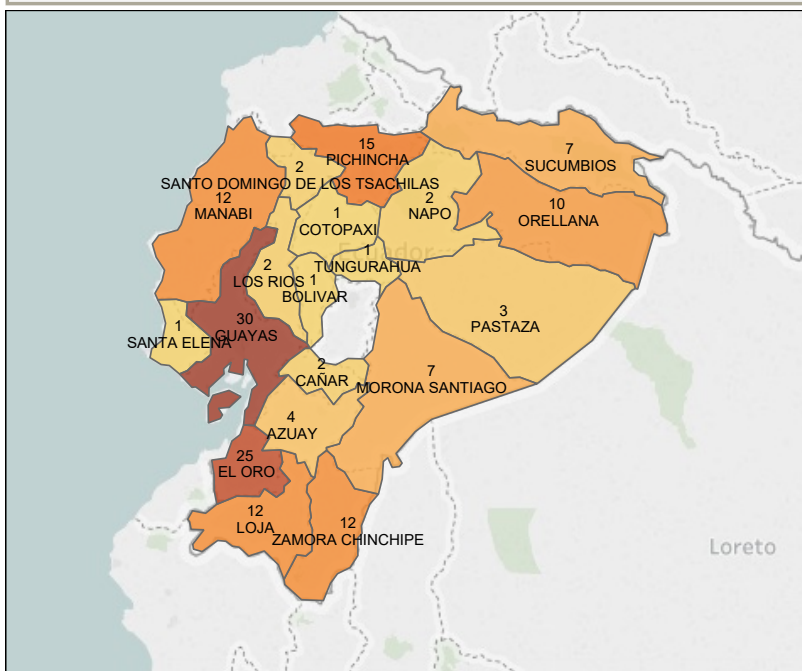 15
PICHINCHA
7
SUCUMBIOS
2
SANTO DOMINGO DE LOS TSACHILAS
12
MANABI
2
NAPO
10
ORELLANA
1
COTOPAXI
Ecuador
1
TUNGURAHUA
2
LOS RIOS
1
BOLIVAR
3
PASTAZA
30
GUAYAS
1
SANTA ELENA
2
CAÑAR
7
MORONA SANTIAGO
4
AZUAY
25
EL ORO
12
LOJA
12
ZAMORA CHINCHIPE
Loreto